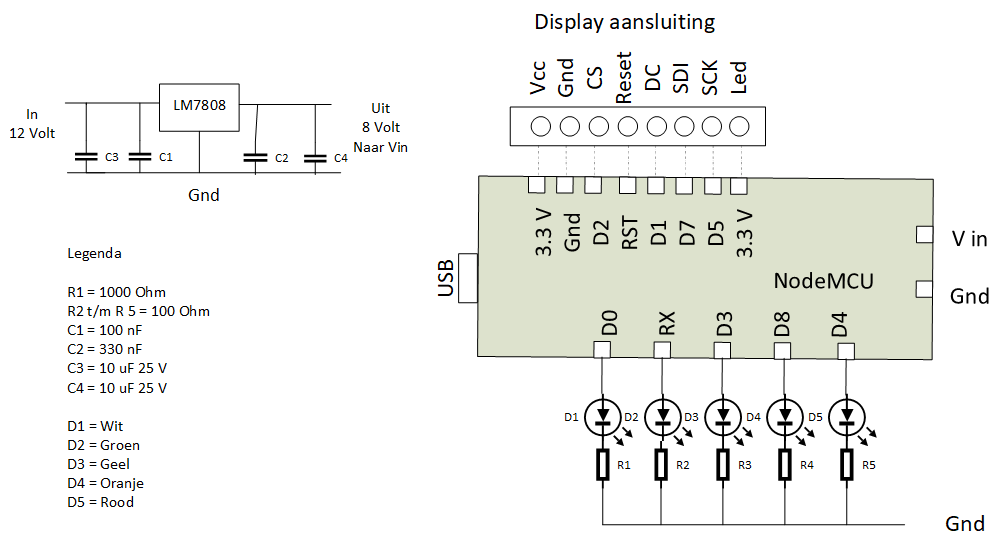 Display aansluiting
Vcc
Gnd
CS
Reset
DC
SDI
SCK
Led
In
12 Volt
LM7808
Uit
8 Volt
Naar Vin
C3
C1
C2
C4
Gnd
3.3 V
Gnd
D2
RST
D1
D7
D5
3.3 V
USB
NodeMCU
V in
Gnd
D0
RX
D3
D8
D4
D1
D2
D3
D4
D5
R1
R2
R3
R4
R5
Gnd
Legenda
R1 = 1000 Ohm
R2 t/m R 5 = 100 Ohm
C1 = 100 nF
C2 = 330 nF
C3 = 10 uF 25 V
C4 = 10 uF 25 V
D1 = Wit
D2 = Groen
D3 = Geel
D4 = Oranje
D5 = Rood